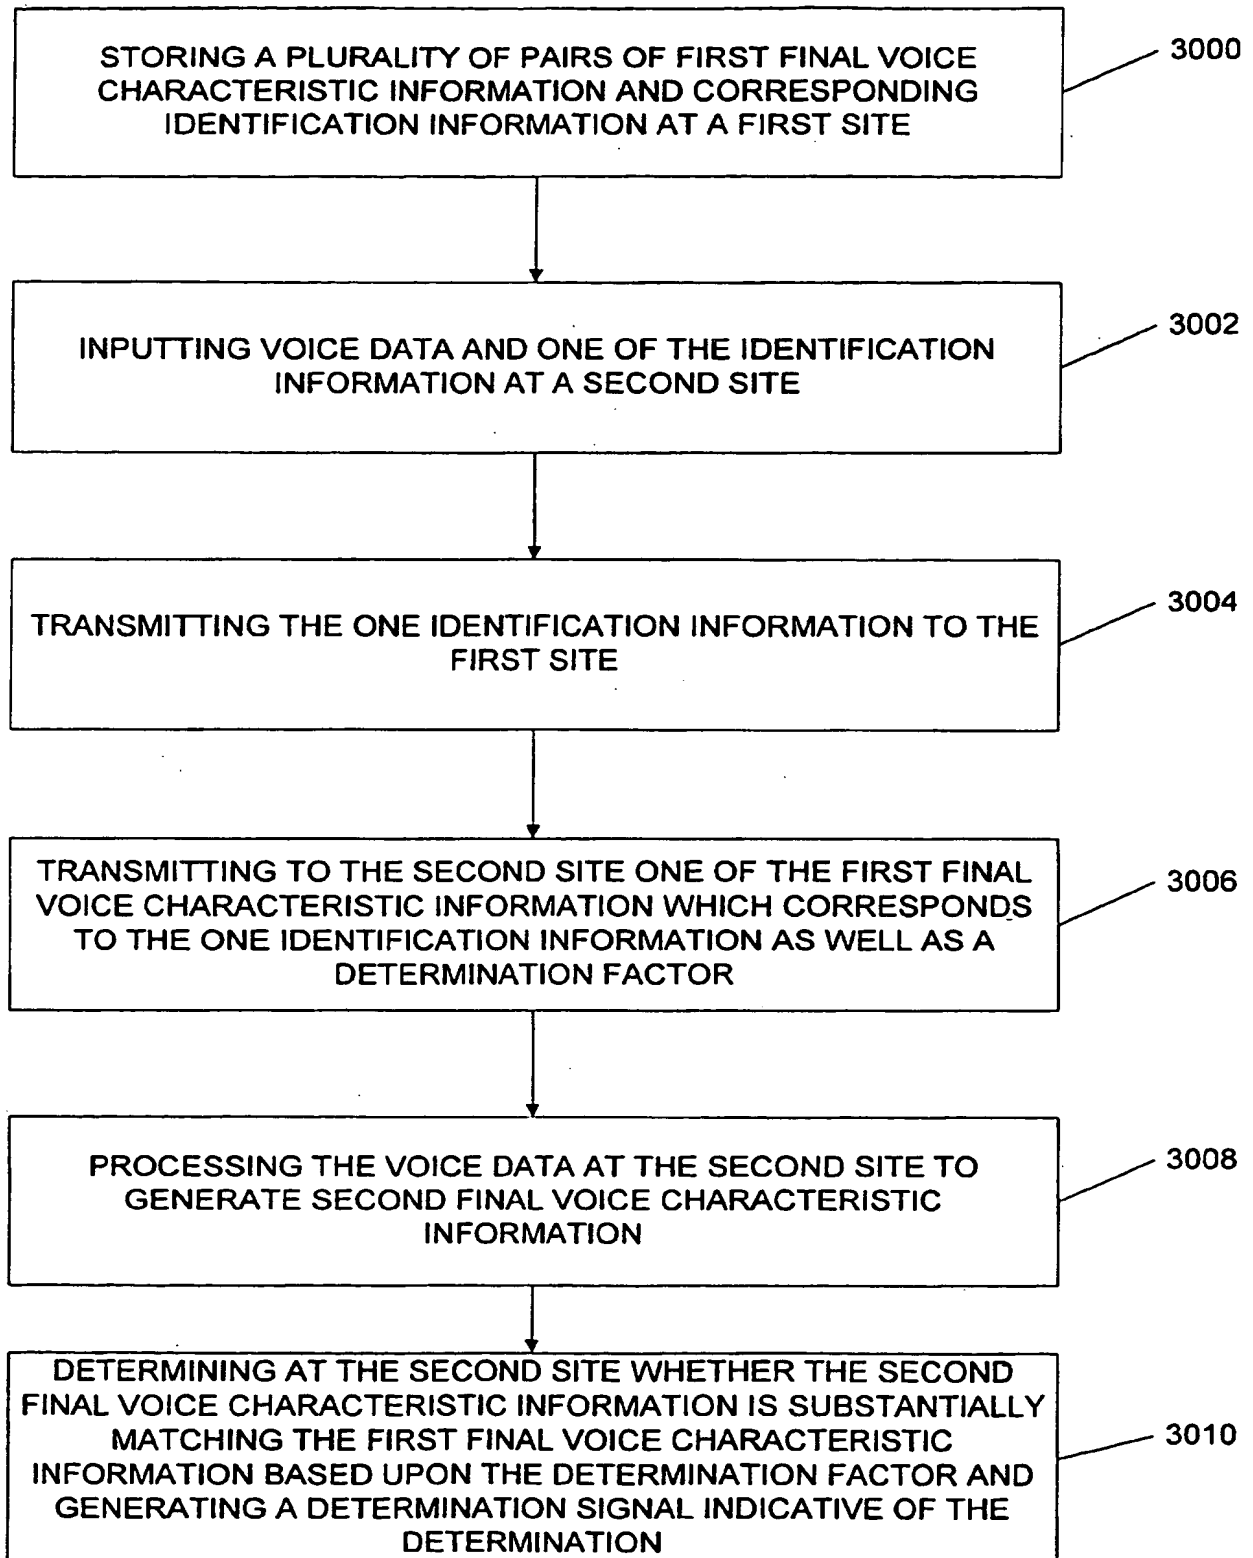 STORING A PLURALITY OF PAIRS OF FIRST FINAL VOICE
CHARACTERISTIC INFORMATION AND CORRESPONDING
IDENTIFICATION INFORMATION AT A FIRST SITE
3000
INPUTTING VOICE DATA AND ONE OF THE IDENTIFICATION
INFORMATION AT A SECOND SITE
3002
TRANSMITTING THE ONE IDENTIFICATION INFORMATION TO THE
FIRST SITE
3004
TRANSMITTING TO THE SECOND SITE ONE OF THE FIRST FINAL
VOICE CHARACTERISTIC INFORMATION WHICH CORRESPONDS
TO THE ONE IDENTIFICATION INFORMATION AS WELL AS A
DETERMINATION FACTOR
3006
PROCESSING THE VOICE DATA AT THE SECOND SITE TO
GENERATE SECOND FINAL VOICE CHARACTERISTIC
INFORMATION
3008
DETERMINING AT THE SECOND SITE WHETHER THE SECOND
FINAL VOICE CHARACTERISTIC INFORMATION IS SUBSTANTIALLY
MATCHING THE FIRST FINAL VOICE CHARACTERISTIC
INFORMATION BASED UPON THE DETERMINATION FACTOR AND
GENERATING A DETERMINATION SIGNAL INDICATIVE OF THE
DETERMINATION
3010